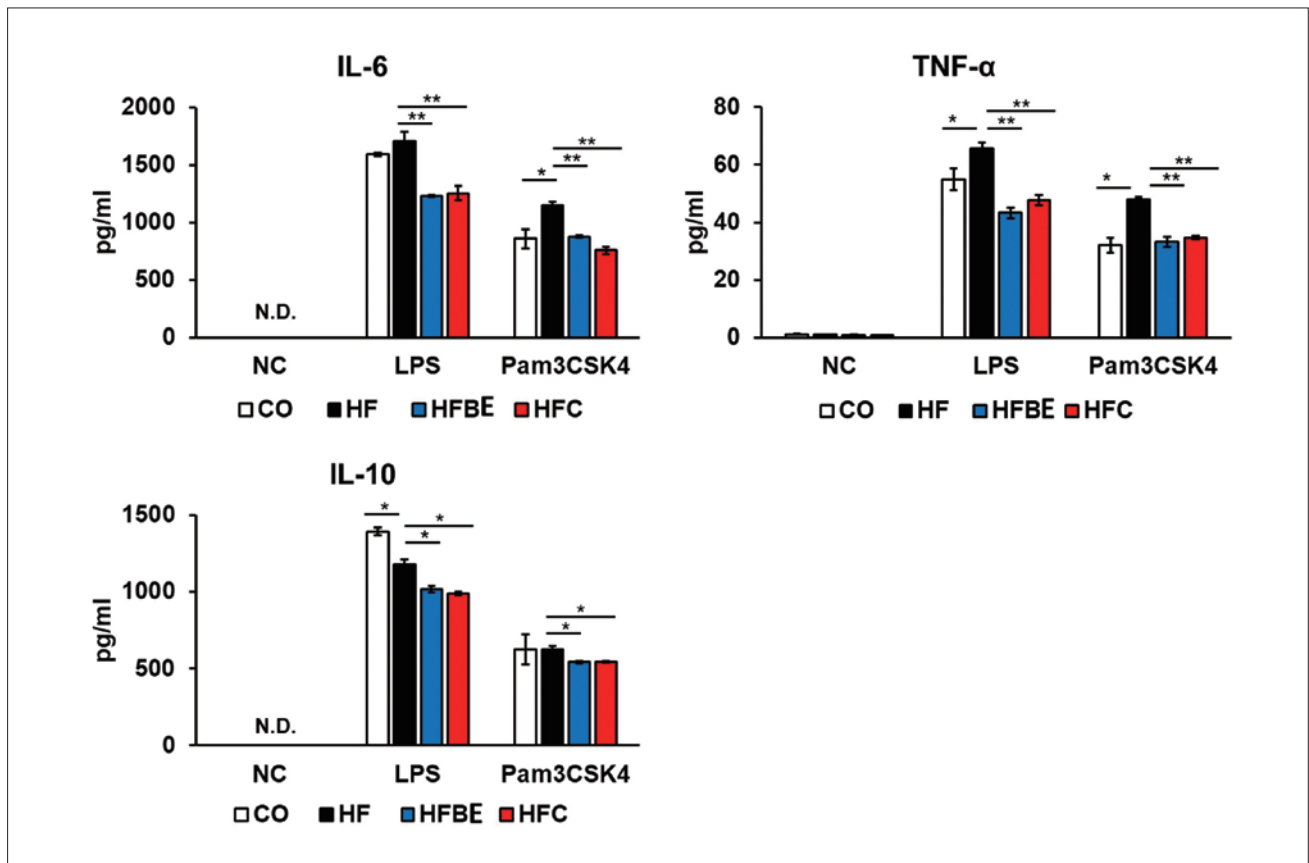 IL-6
2000
1500
1000
500
0
pg/ml
** 
**
**
**
*
N.D.
NC LPS Pam3CSK4
CO HF HFBE HFC
TNF-α
80
60
40
20
0
pg/ml
**
* **
**
* **
NC LPS Pam3CSK4
CO HF HFBE HFC
IL-10
1500
1000
500
0
pg/ml
* *
*
*
*
N.D.
NC LPS Pam3CSK4
CO HF HFBE HFC